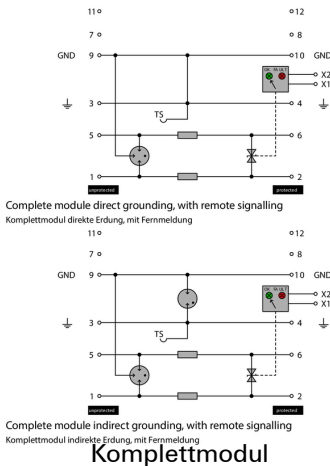 11 12
7 8
GND 9 10 GND
OK FAULT
X2
X1
3 4
TS
5 6
1 2
unprotected protected
Complete module direct grounding, with remote signalling
Komplettmodul direkte Erdung, mit Fernmeldung
11 12
7 8
GND 9 10 GND
OK FAULT
X2
X1
3 4
TS
5 6
1 2
unprotected protected
Complete module indirect grounding, with remote signalling
Komplettmodul indirekte Erdung, mit Fernmeldung
Komplettmodul